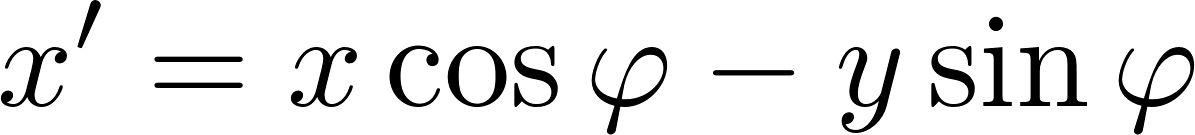 x′ = x cos φ − y sin φ